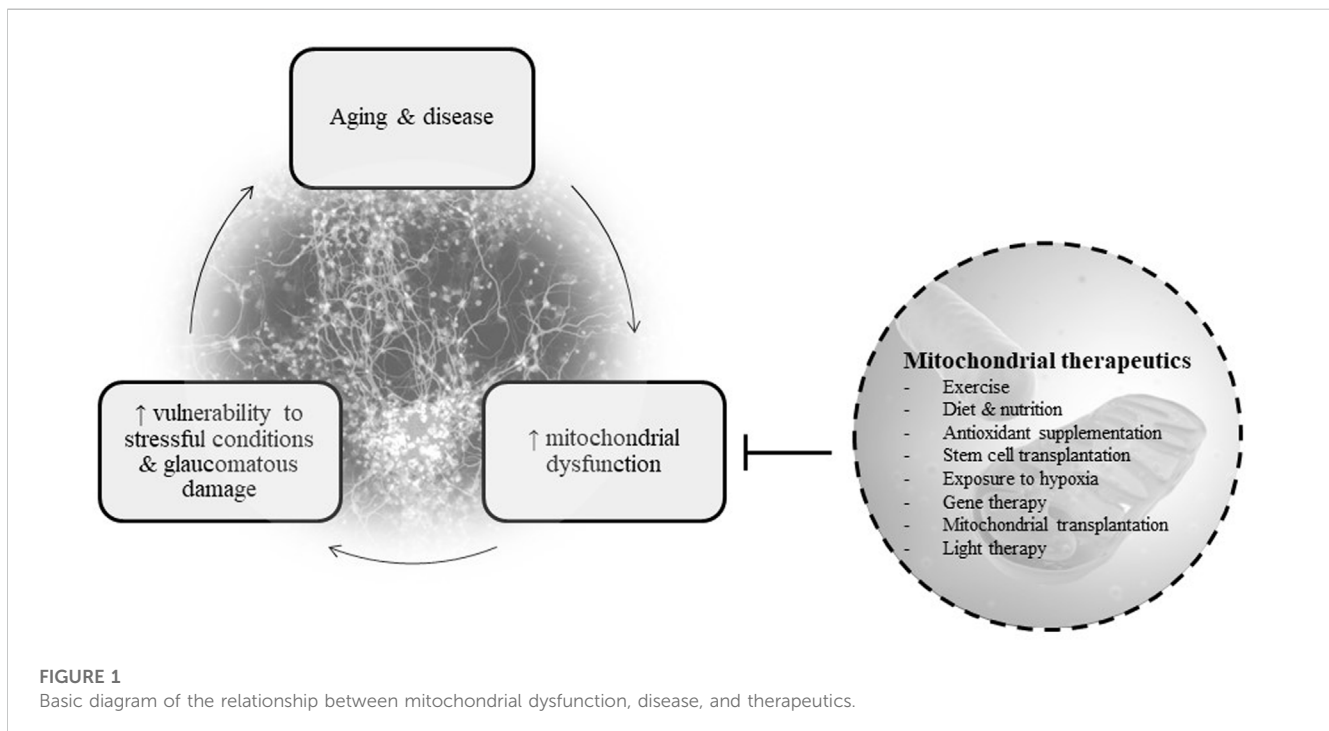 Aging & disease
↑ vulnerability to
stressful conditions
& glaucomatous
damage
↑ mitochondrial
dysfunction
Mitochondrial therapeutics
- Exercise
- Diet & nutrition
- Antioxidant supplementation
- Stem cell transplantation
- Exposure to hypoxia
- Gene therapy
- Mitochondrial transplantation
- Light therapy
FIGURE 1
Basic diagram of the relationship between mitochondrial dysfunction, disease, and therapeutics.